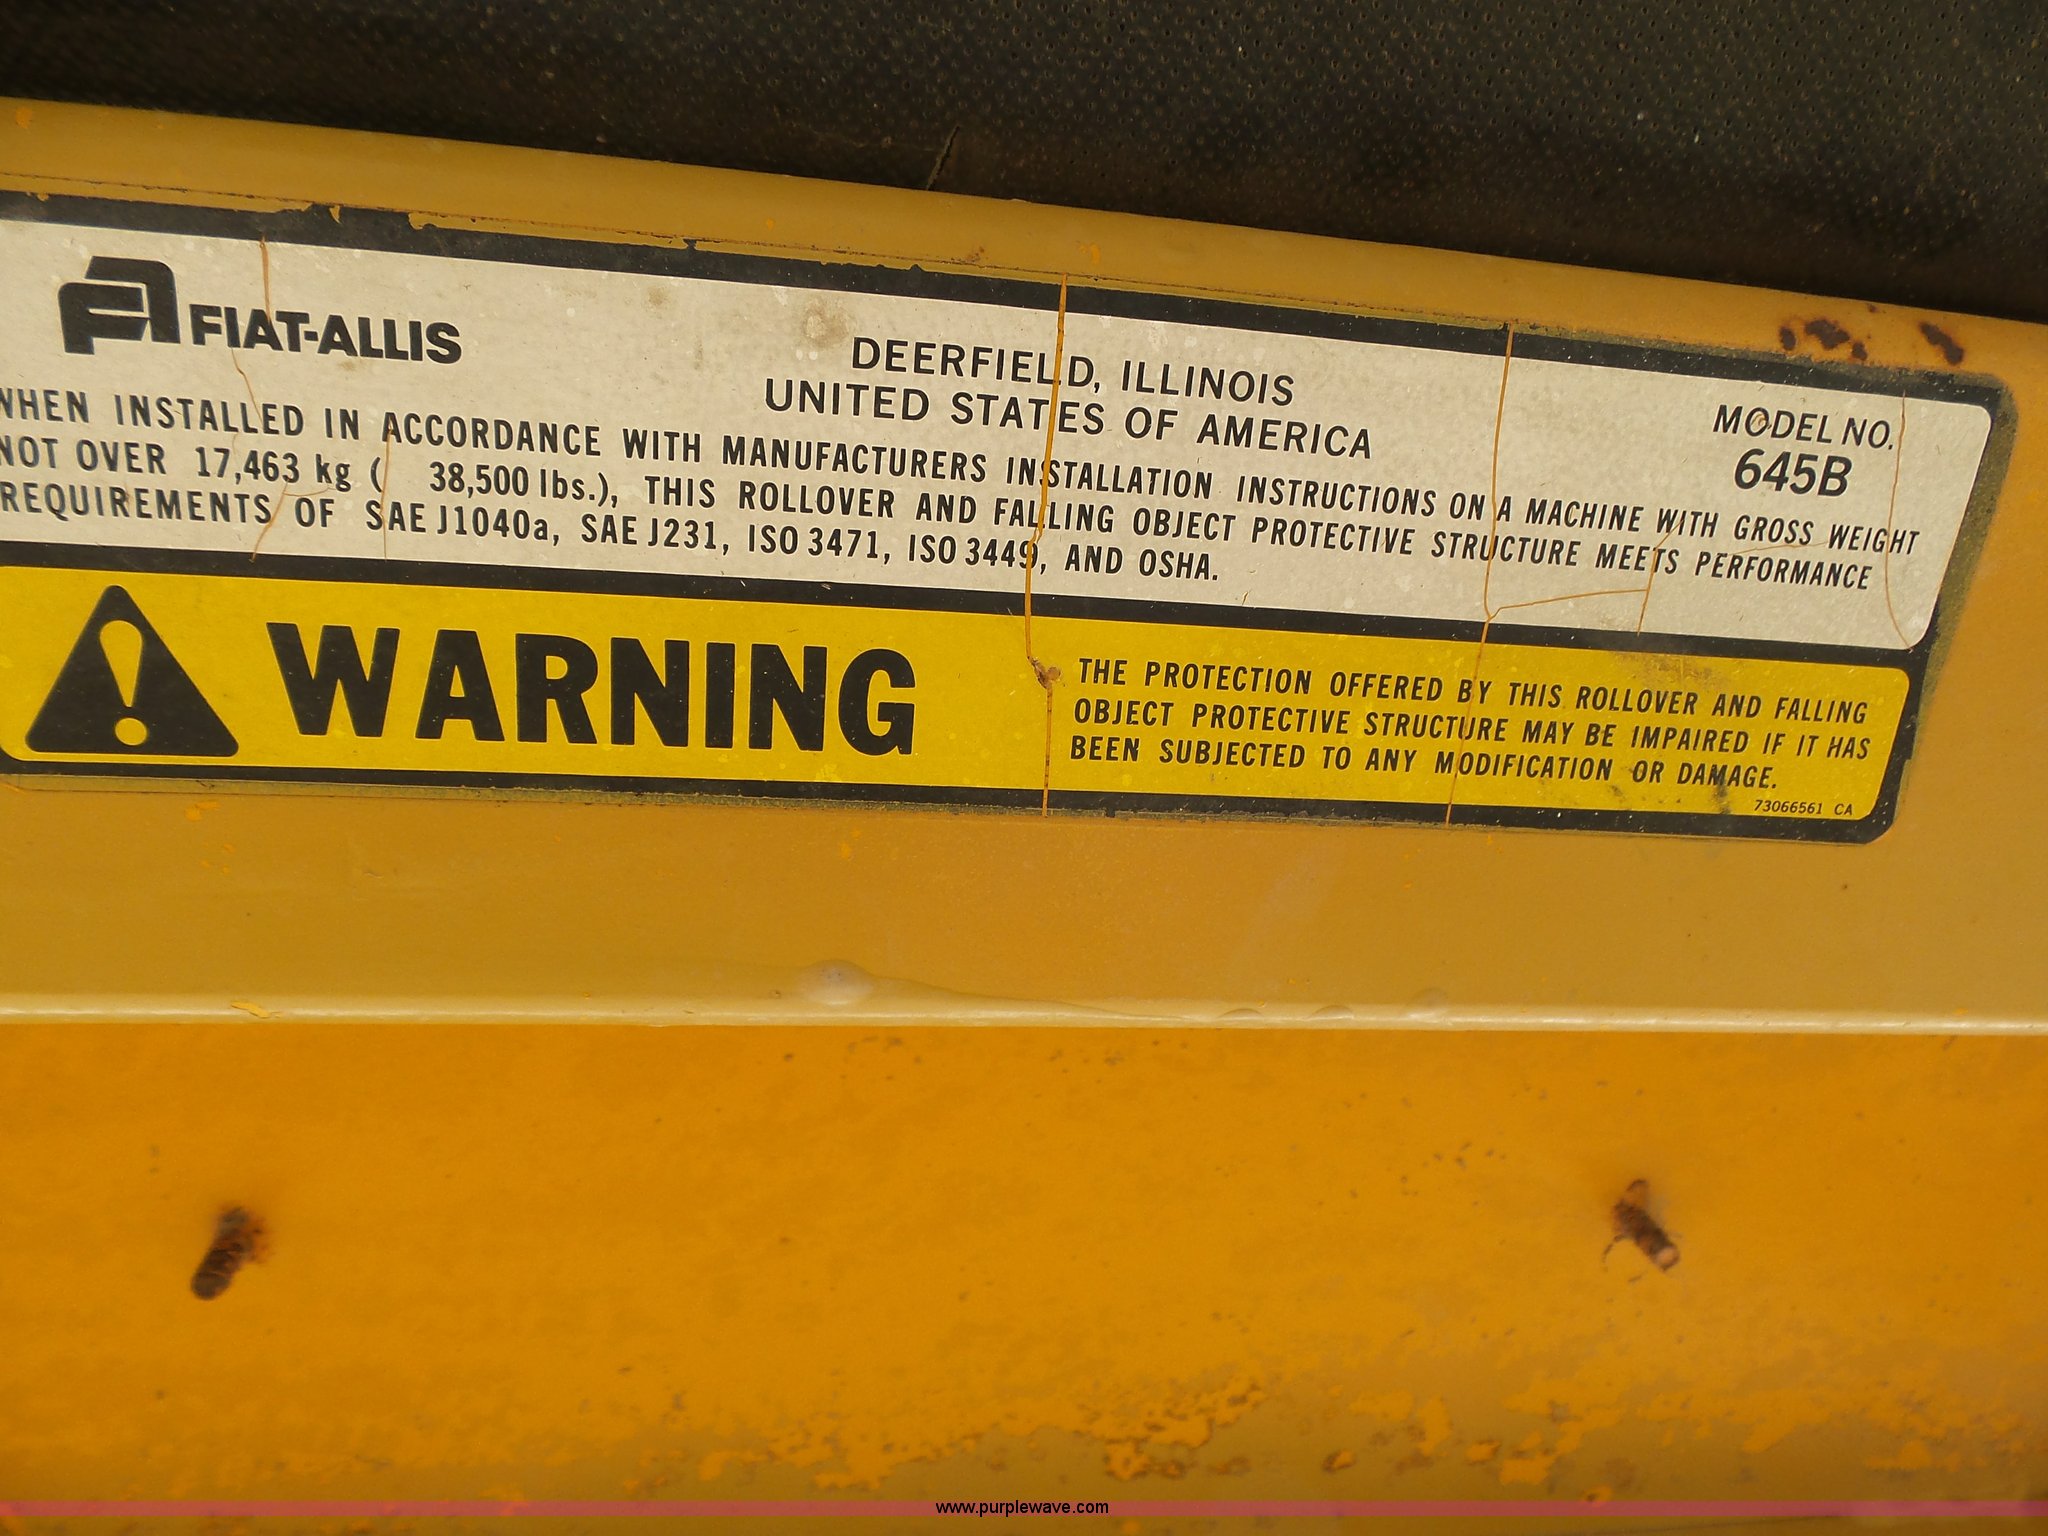 FIAT-ALLIS
DEERFIELD, ILLINOIS
UNITED STATES OF AMERICA
MODEL NO.
645B
WHEN INSTALLED IN ACCORDANCE WITH MANUFACTURERS INSTALLATION INSTRUCTIONS ON A MACHINE WITH GROSS WEIGHT
NOT OVER 17,463 kg ( 38,500 lbs.), THIS ROLLOVER AND FALLING OBJECT PROTECTIVE STRUCTURE MEETS PERFORMANCE
REQUIREMENTS OF SAE J1040a, SAE J231, ISO 3471, ISO 3449, AND OSHA.
WARNING
THE PROTECTION OFFERED BY THIS ROLLOVER AND FALLING
OBJECT PROTECTIVE STRUCTURE MAY BE IMPAIRED IF IT HAS
BEEN SUBJECTED TO ANY MODIFICATION OR DAMAGE.
73066561 CA
www.purplewave.com